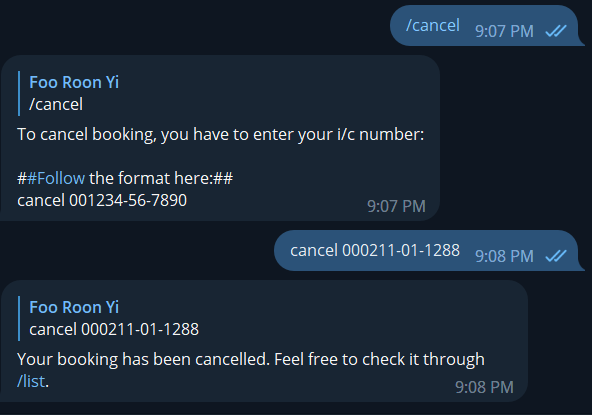 /cancel 9:07 PM
Foo Roon Yi
/cancel
To cancel booking, you have to enter your i/c number:
##Follow the format here:##
cancel 001234-56-7890
9:07 PM
cancel 000211-01-1288 9:08 PM
Foo Roon Yi
cancel 000211-01-1288
Your booking has been cancelled. Feel free to check it through
/list.
9:08 PM